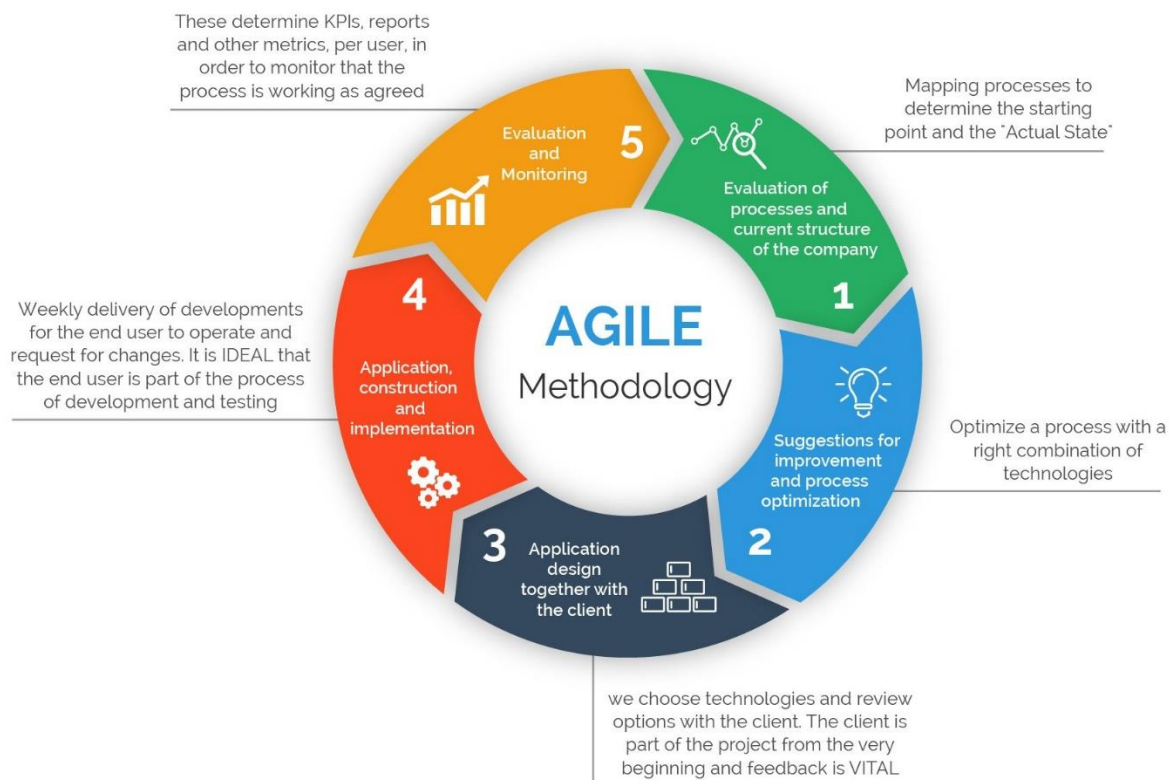 These determine KPIs, reports
and other metrics, per user, in
order to monitor that the
process is working as agreed
5
Evaluation
and
Monitoring
Mapping processes to
determine the starting
point and the "Actual State"
Evaluation of
processes and
current structure
of the company
1
AGILE
Methodology
4
Application,
construction
and
implementation
Weekly delivery of developments
for the end user to operate and
request for changes. It is IDEAL that
the end user is part of the process
of development and testing
Suggestions for
improvement
and process
optimization
2
Optimize a process with a
right combination of
technologies
3
Application
design
together with
the client
we choose technologies and review
options with the client. The client is
part of the project from the very
beginning and feedback is VITAL